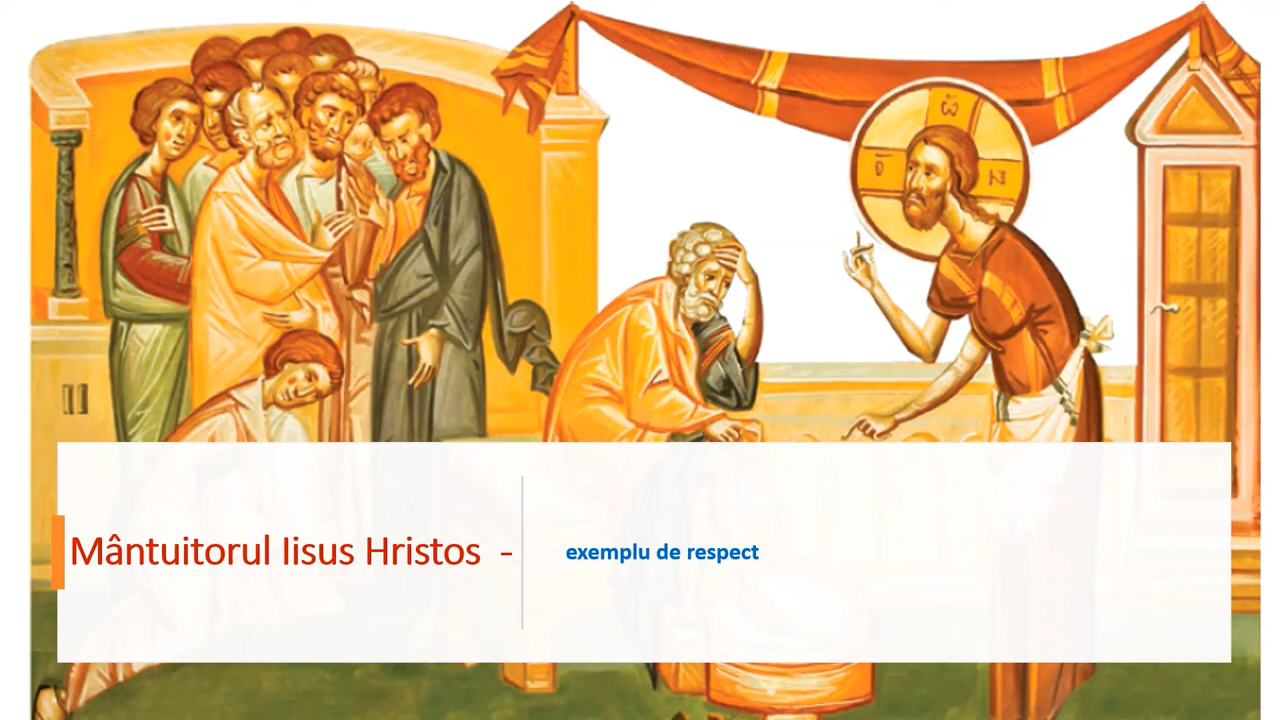 ὁ ὤ Ν
Mântuitorul Iisus Hristos -
exemplu de respect